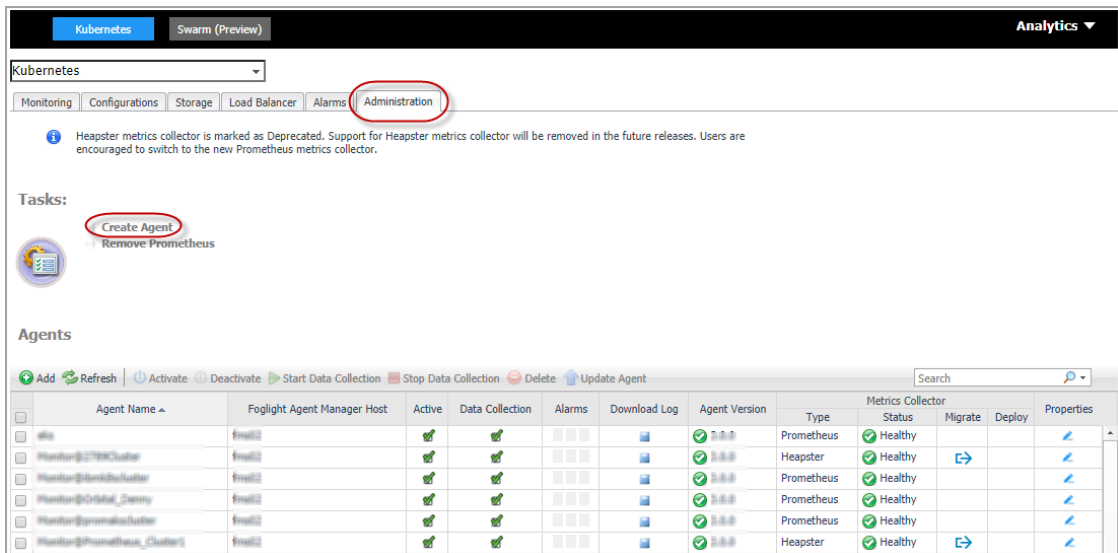 Kubernetes Swarm (Preview) Analytics
Kubernetes
Monitoring Configurations Storage Load Balancer Alarms Administration
Heapster metrics collector is marked as Deprecated. Support for Heapster metrics collector will be removed in the future releases. Users are
encouraged to switch to the new Prometheus metrics collector.
Tasks:
Create Agent
Remove Prometheus
Agents
Add Refresh Activate Deactivate Start Data Collection Stop Data Collection Delete Update Agent Search
Agent Name Foglight Agent Manager Host Active Data Collection Alarms Download Log Agent Version Metrics Collector Properties
Type Status Migrate Deploy
Prometheus Healthy
Heapster Healthy
Prometheus Healthy
Prometheus Healthy
Prometheus Healthy
Heapster Healthy